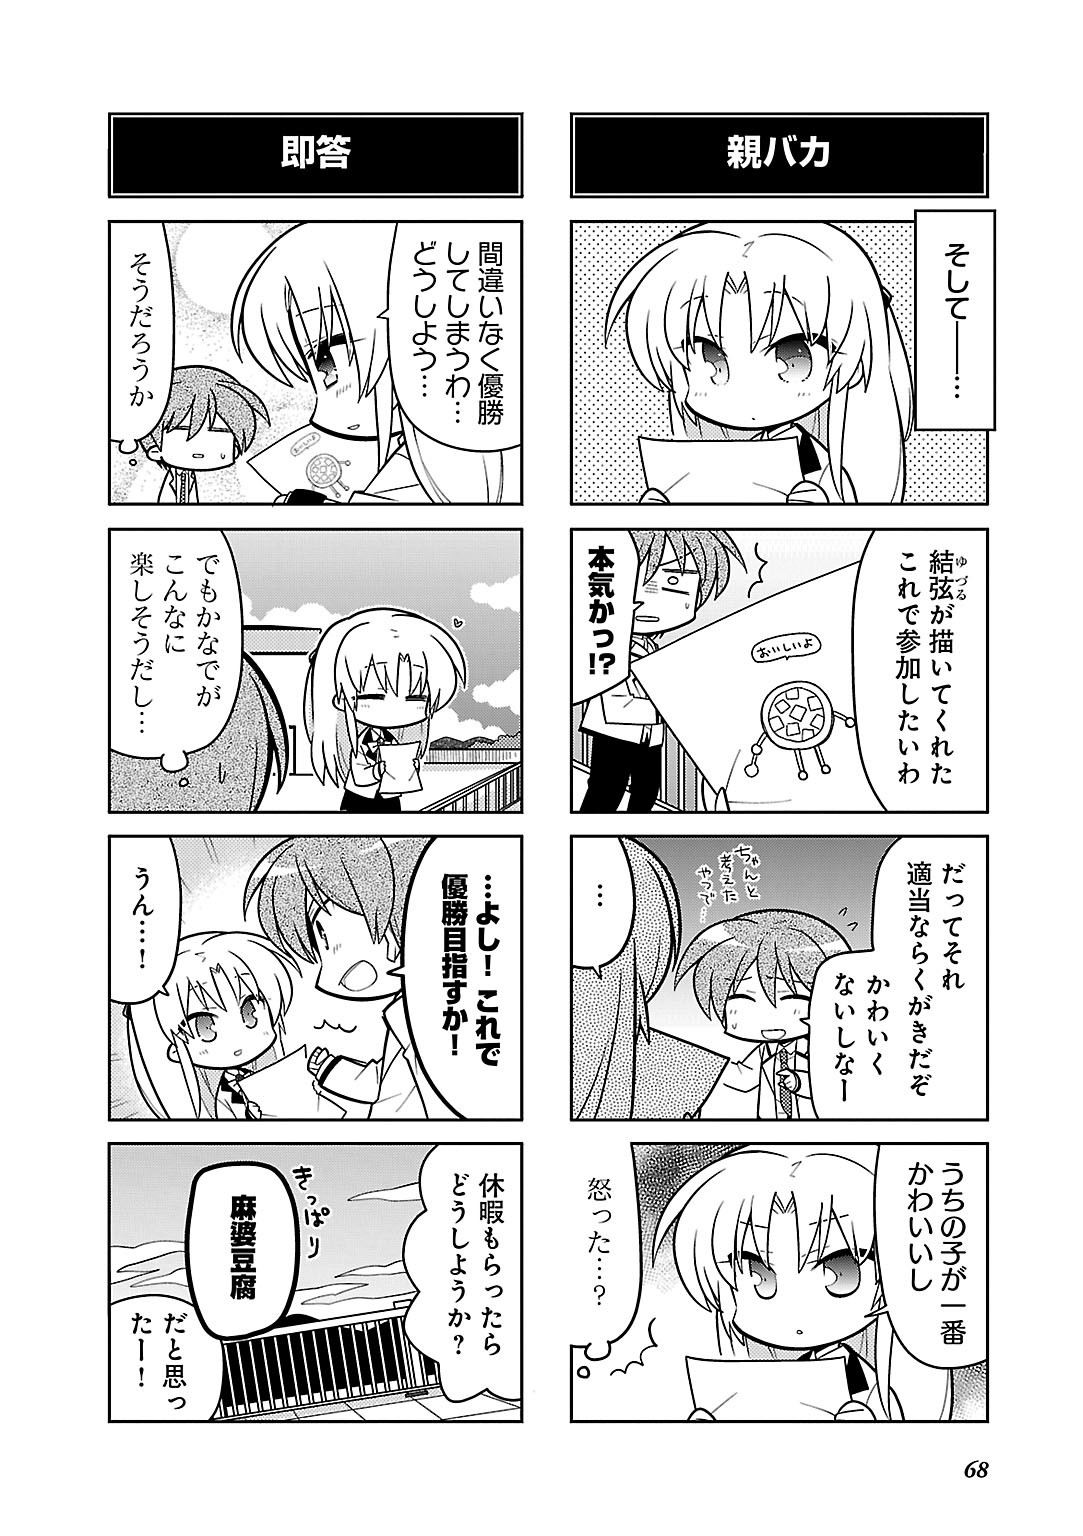 親バカ
そして――…
結弦が描いてくれた
ゆづる
これで参加したいわ
おいしいよ
本気かっ!?
だってそれ
適当ならくがきだぞ
かわいく
ないしなー
ちゃんと
考えた
やつで…
…
うちの子が一番
かわいいし
怒った…?
即答
間違いなく優勝
してしまうわ…
どうしよう…
おいしいよ
そうだろうか
でもかなでが
こんなに
楽しそうだし…
…よし!これで
優勝目指すか!
うん…!
休暇もらったら
どうしようか?
きっぱり
麻婆豆腐
だと思っ
たー!
68